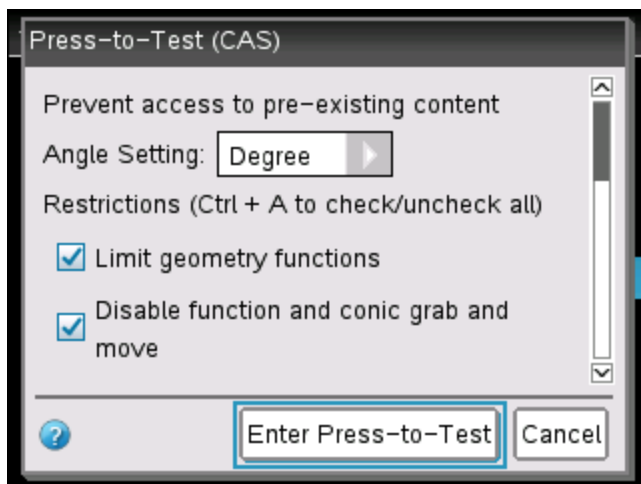 Press-to-Test (CAS)
Prevent access to pre-existing content
Angle Setting: Degree
Restrictions (Ctrl + A to check/uncheck all)
Limit geometry functions
Disable function and conic grab and
move
? Enter Press-to-Test Cancel